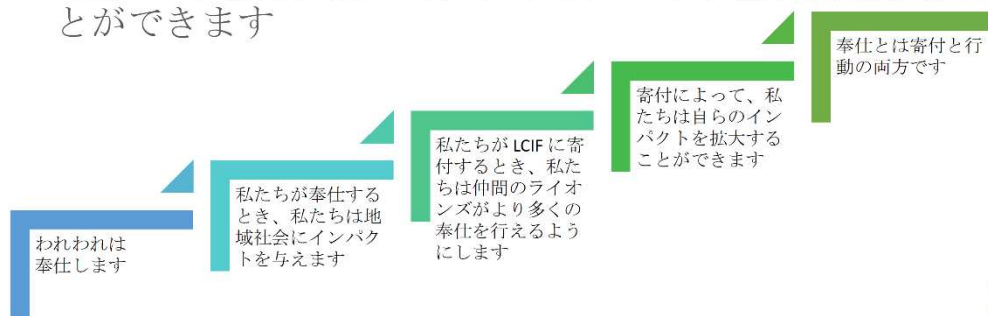 とができます
われわれは
奉仕します
私たちが奉仕する
とき、私たちは地
域社会にインパク
トを与えます
私たちが LCIF に寄
付するとき、私た
ちは仲間のライオ
ンズがより多くの
奉仕を行えるよう
にします
寄付によって、私
たちは自らのイン
パクトを拡大する
ことができます
奉仕とは寄付と行
動の両方です